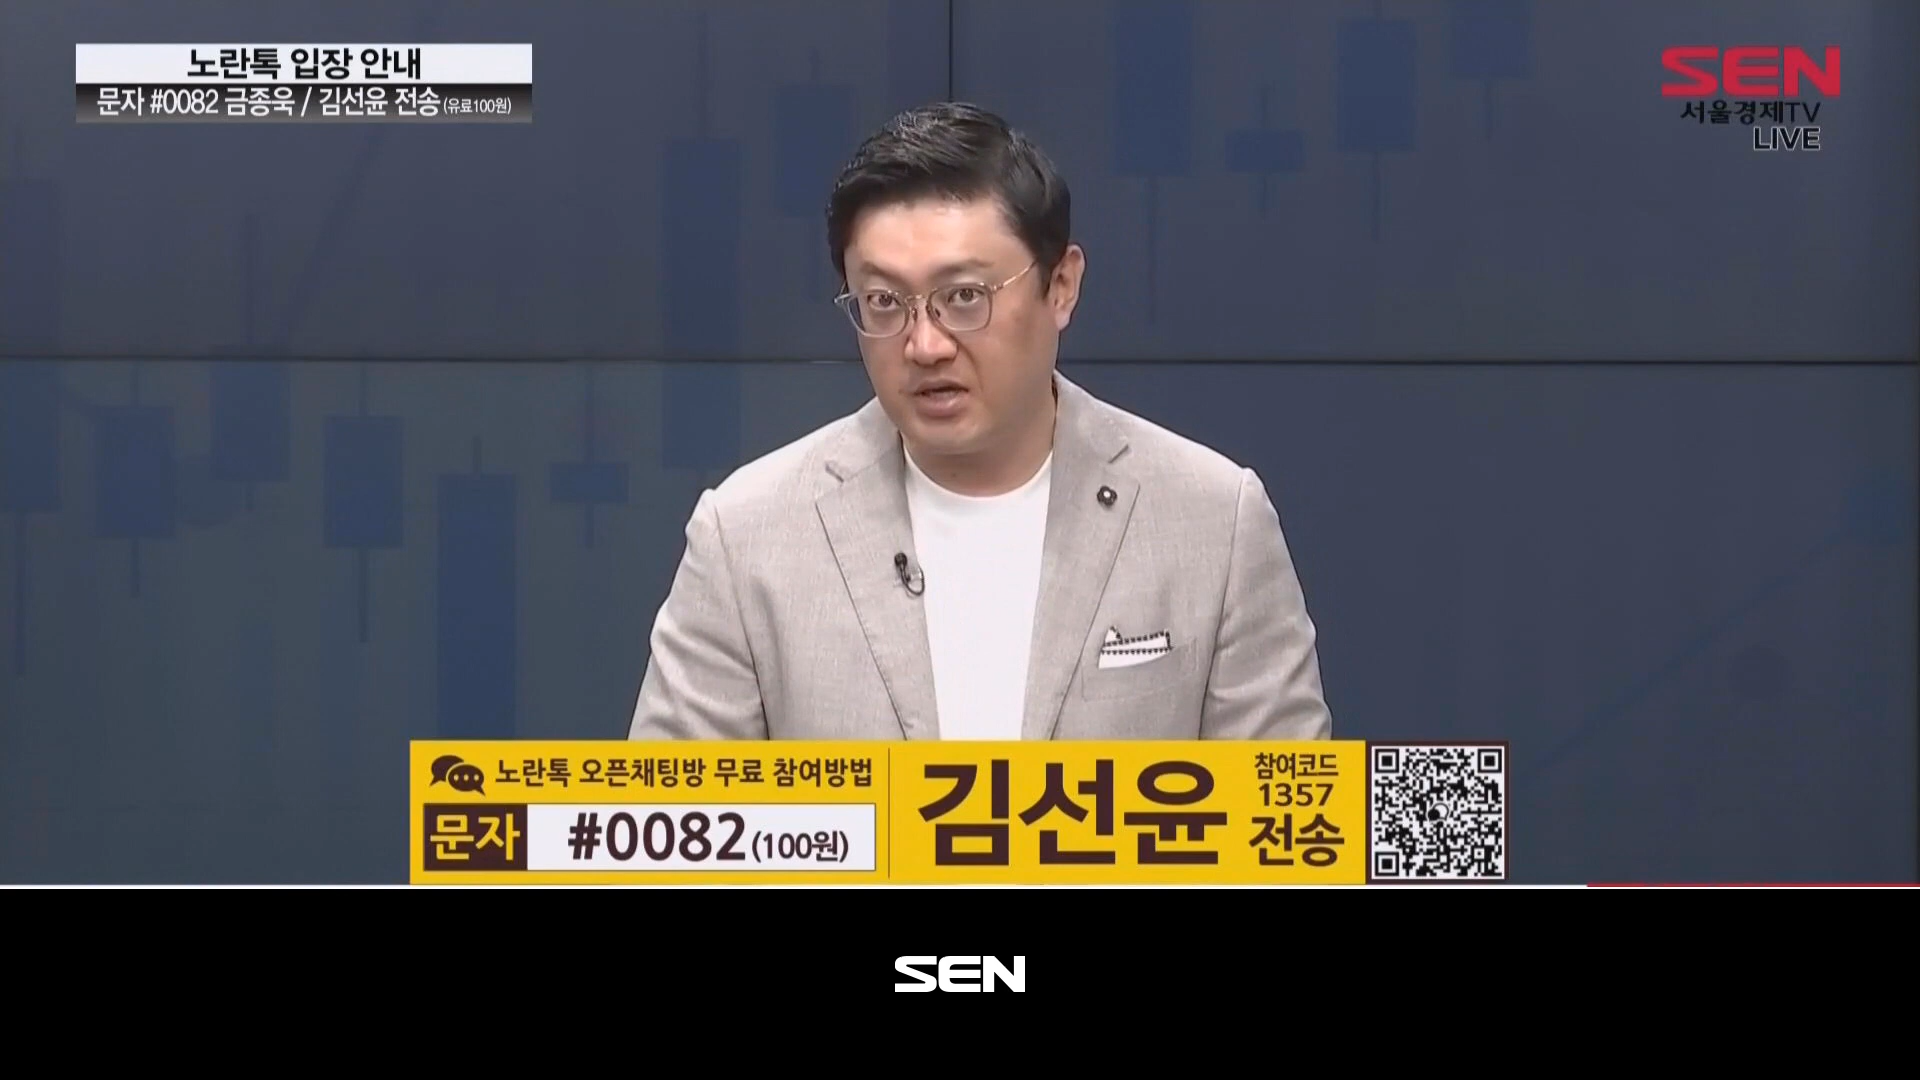 노란톡 입장 안내
문자 #0082 금종욱 / 김선윤 전송 (유료100원)
SEN
서울경제TV
LIVE
노란톡 오픈채팅방 무료 참여방법
문자 #0082 (100원)
김선윤
참여코드
1357
전송
SEN